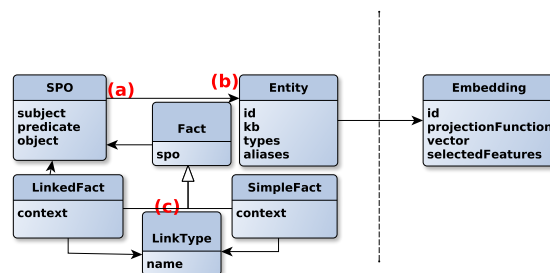 SPO
subject
predicate
object
(a)
(b)
Entity
id
kb
types
aliases
Embedding
id
projectionFunction
vector
selectedFeatures
Fact
spo
LinkedFact
context
(c)
SimpleFact
context
LinkType
name